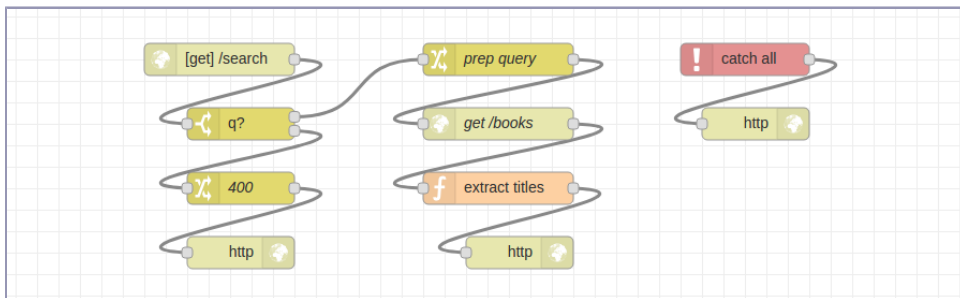 [get] /search
q?
400
http
prep query
get /books
extract titles
http
catch all
http